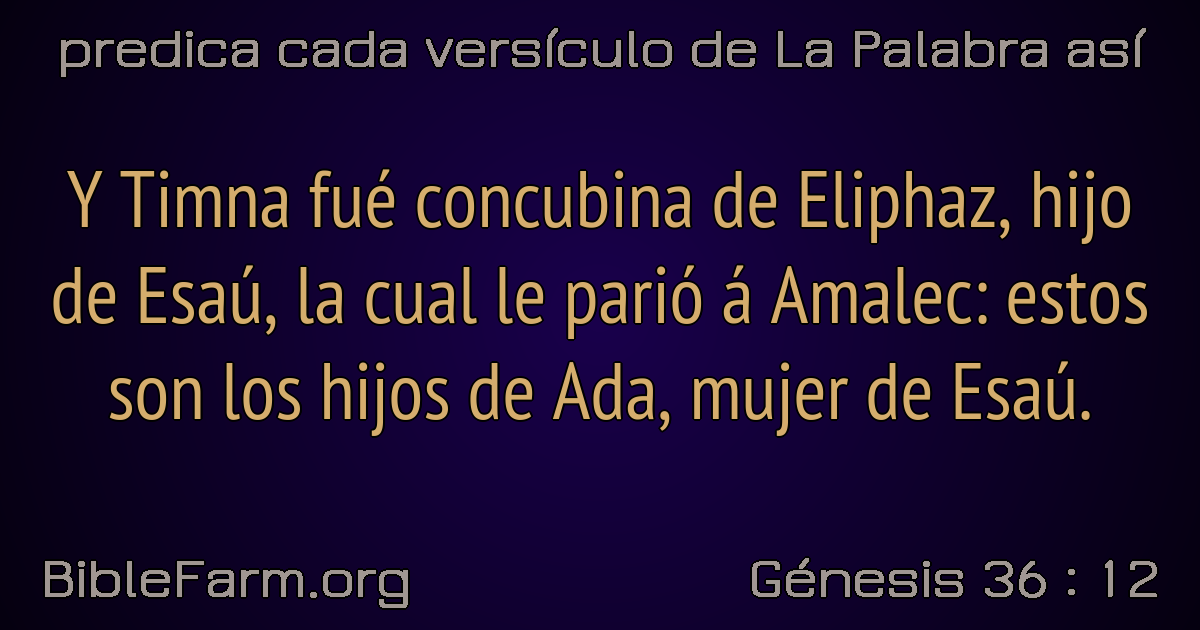 predica cada versículo de La Palabra así
Y Timna fué concubina de Eliphaz, hijo
de Esaú, la cual le parió á Amalec: estos
son los hijos de Ada, mujer de Esaú.
BibleFarm.org
Génesis 36 : 12